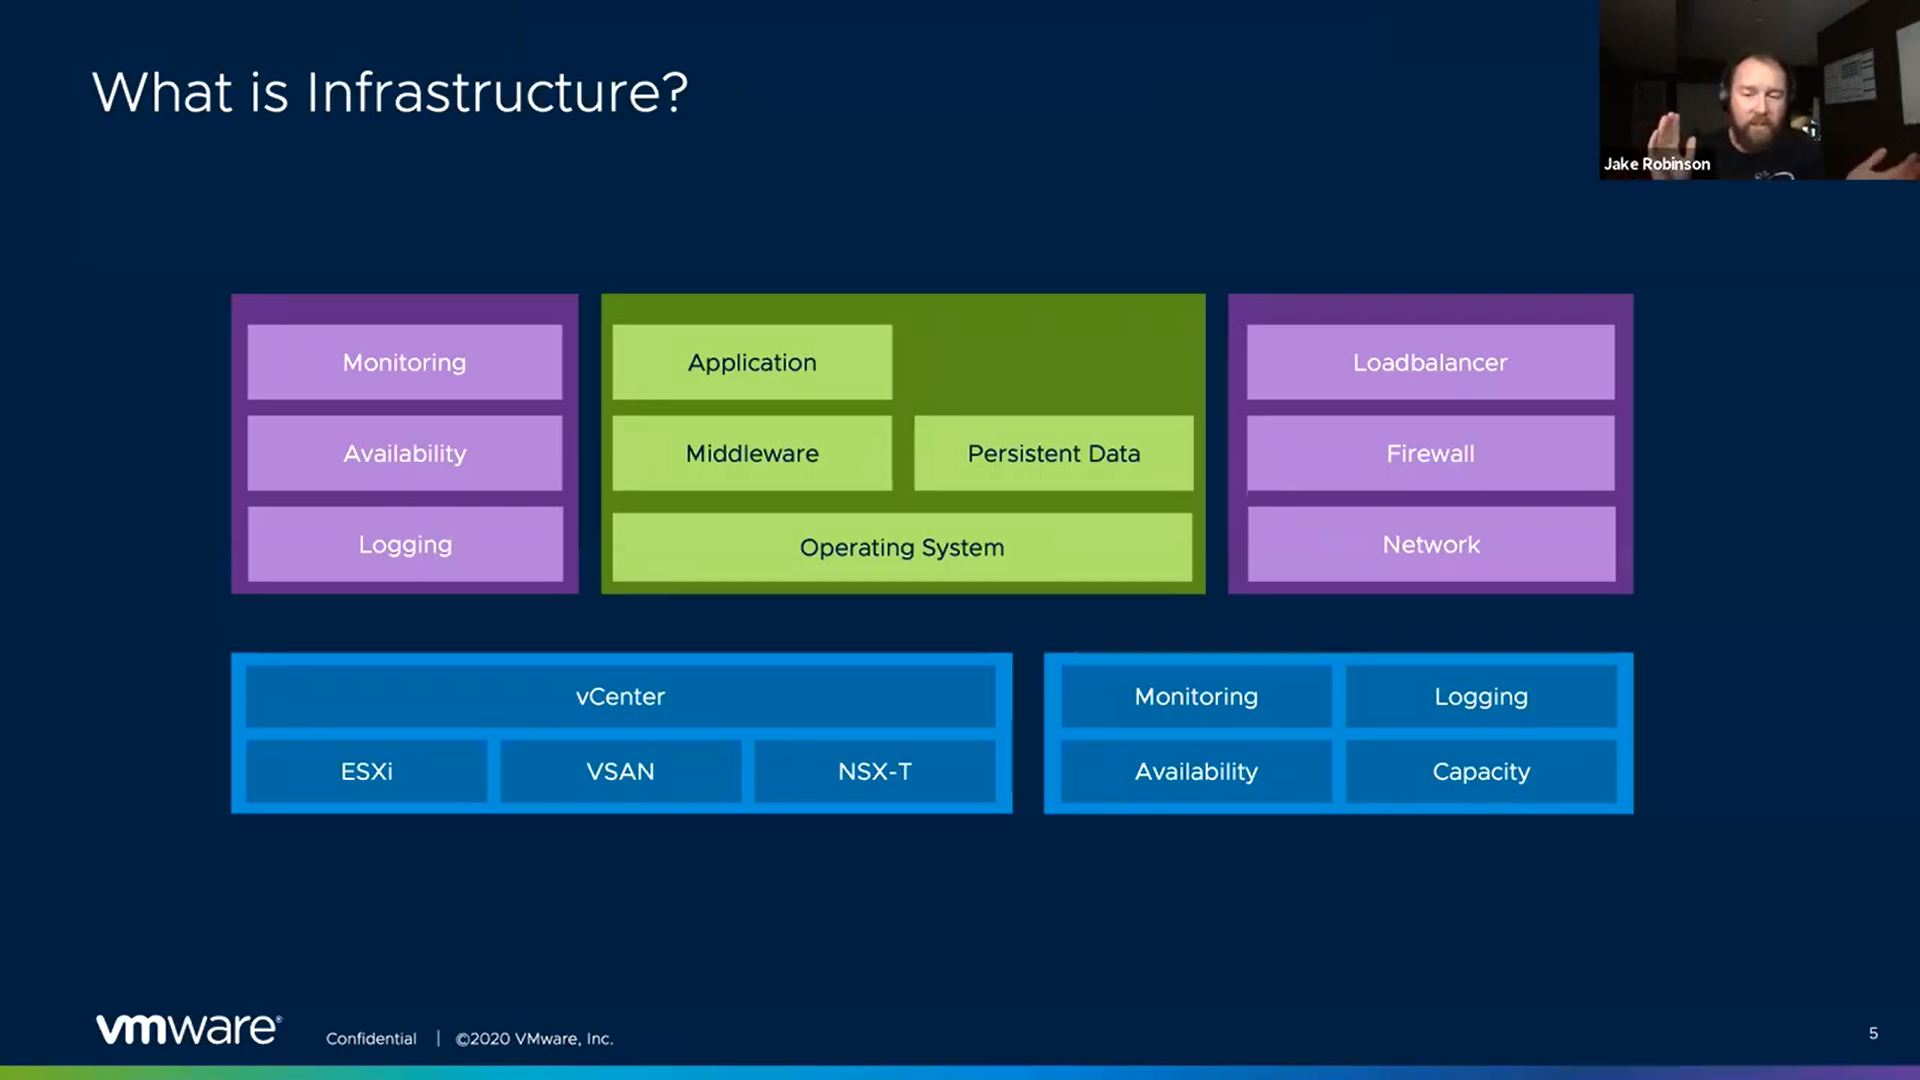 What is Infrastructure?
Jake Robinson
Monitoring
Availability
Logging
Application
Middleware
Persistent Data
Operating System
Loadbalancer
Firewall
Network
vCenter
ESXi
VSAN
NSX-T
Monitoring
Logging
Availability
Capacity
vmware®
Confidential | ©2020 VMware, Inc.
5